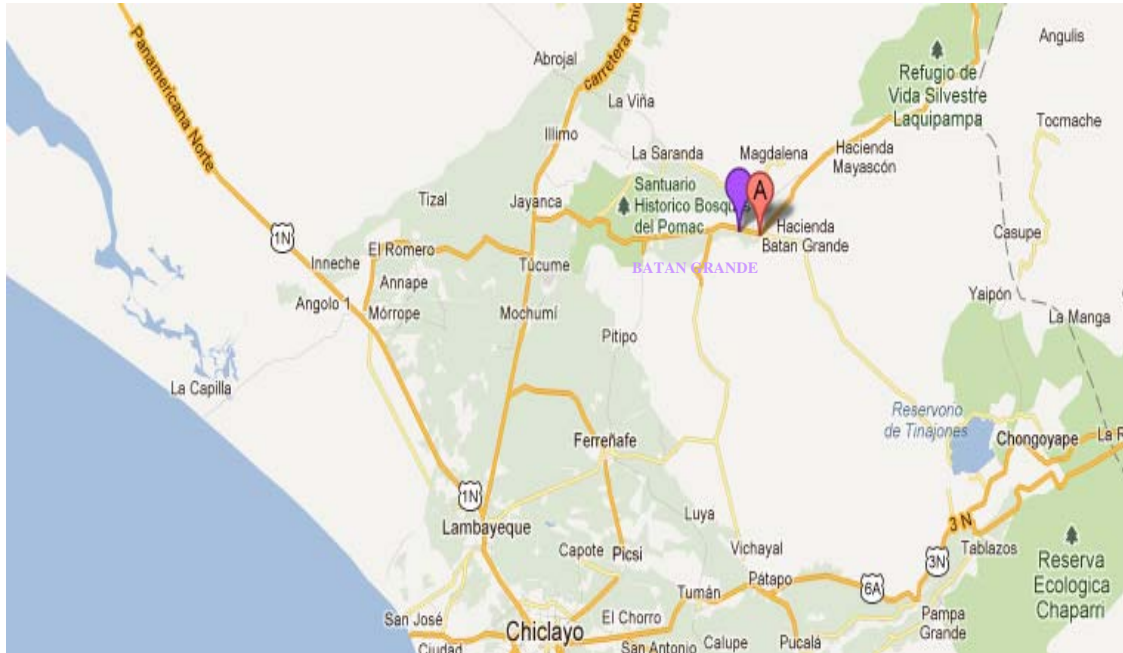 Panamericana Norte
carretera chic
Abrojal
La Viña
Illimo
Angulis
Refugio de
Vida Silvestre
Laquipampa
Tocmache
La Saranda
Magdalena
Hacienda
Mayascón
Tizal
Jayanca
Santuario
Historico Bosques
del Pomac
A
Hacienda
Batan Grande
Casupe
1N
Inneche
El Romero
Túcume
BATAN GRANDE
Annape
Angolo 1
Mórrope
Mochumí
Yaipón
La Manga
Pitipo
La Capilla
Reservono
de Tinajones
Ferreñafe
Chongoyape
La R
1N
Lambayeque
Luya
3 N
Capote
Picsi
Vichayal
3N
Tablazos
Reserva
Ecologica
Chaparri
Tumán
Pátapo
6A
San José
Chiclayo
El Chorro
Pampa
Grande
Ciudad
San Antonio
Calupe
Pucalá